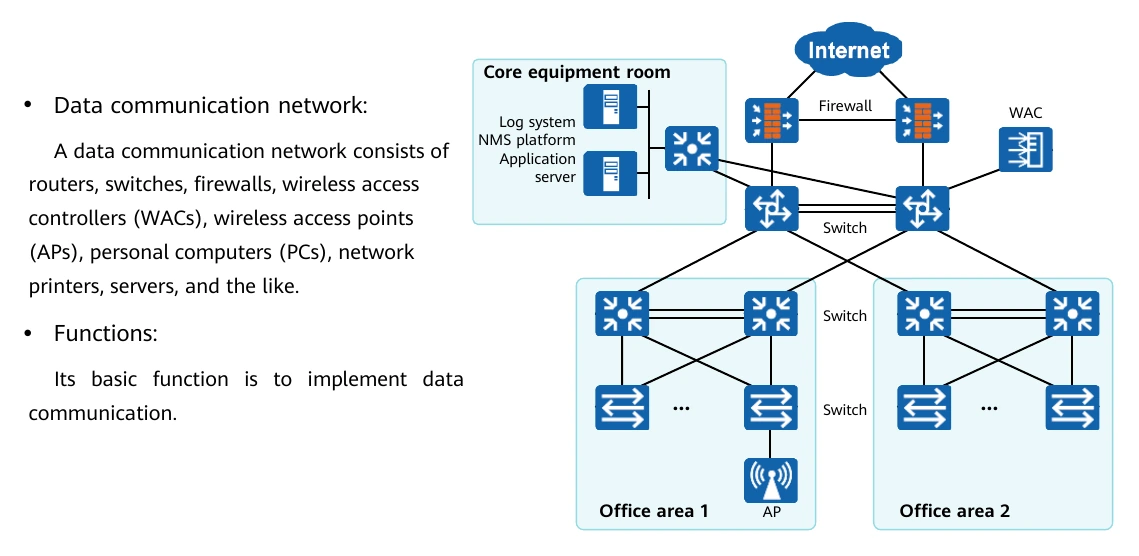 • Data communication network:
A data communication network consists of
routers, switches, firewalls, wireless access
controllers (WACs), wireless access points
(APs), personal computers (PCs), network
printers, servers, and the like.
• Functions:
Its basic function is to implement data
communication.
Internet
Core equipment room
Log system
NMS platform
Application
server
Firewall
WAC
Switch
Switch
Switch
...
...
Office area 1
AP
Office area 2